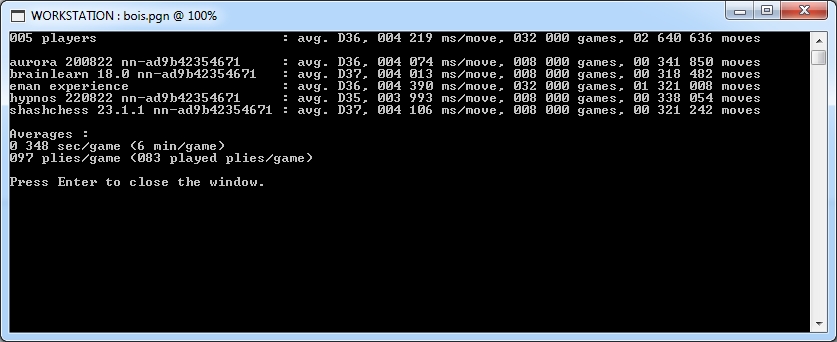 WORKSTATION : bois.pgn @ 100%
005 players : avg. D36, 004 219 ms/move, 032 000 games, 02 640 636 moves
aurora 200822 nn-ad9b42354671 : avg. D36, 004 074 ms/move, 008 000 games, 00 341 850 moves
brainlearn 18.0 nn-ad9b42354671 : avg. D37, 004 013 ms/move, 008 000 games, 00 318 482 moves
eman experience : avg. D36, 004 390 ms/move, 032 000 games, 01 321 008 moves
hypnos 220822 nn-ad9b42354671 : avg. D35, 003 993 ms/move, 008 000 games, 00 338 054 moves
shashchess 23.1.1 nn-ad9b42354671 : avg. D37, 004 106 ms/move, 008 000 games, 00 321 242 moves
Averages :
0 348 sec/game (6 min/game)
097 plies/game (083 played plies/game)
Press Enter to close the window.